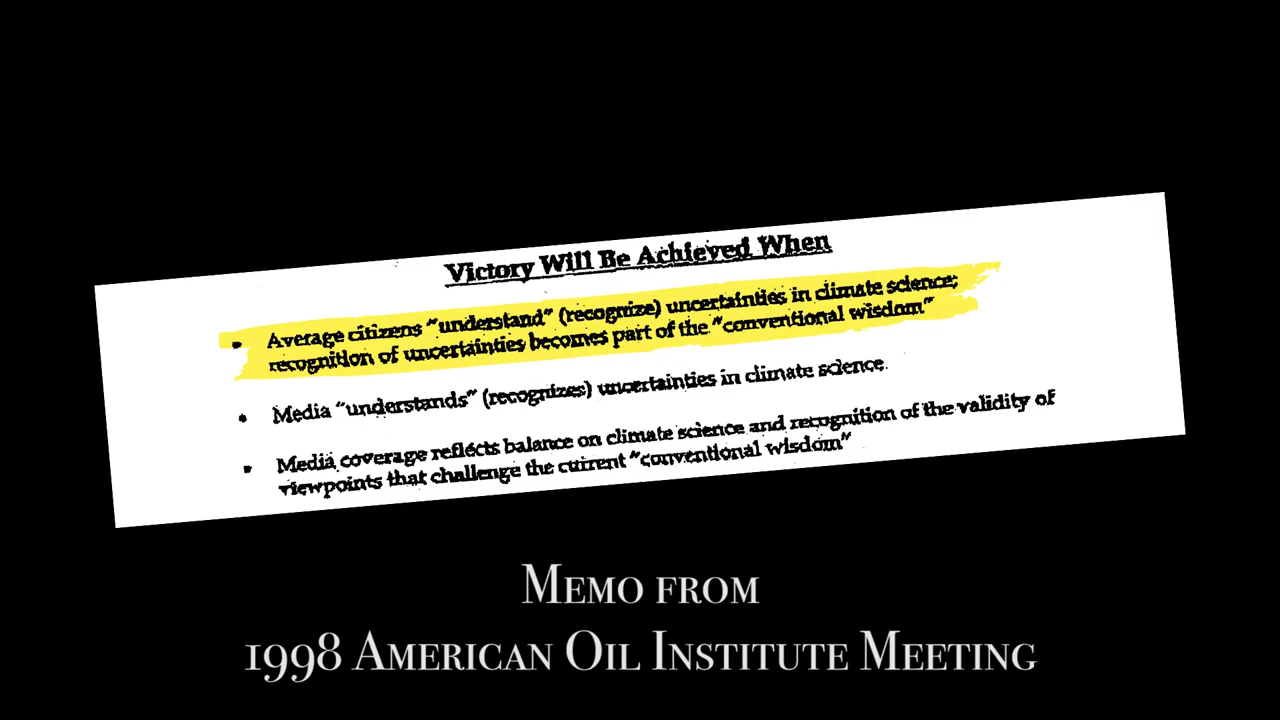 Victory Will Be Achieved When
• Average citizens "understand" (recognize) uncertainties in climate science;
recognition of uncertainties becomes part of the "conventional wisdom"
• Media "understands" (recognizes) uncertainties in climate science.
• Media coverage reflects balance on climate science and recognition of the validity of
viewpoints that challenge the current "conventional wisdom"
Memo from
1998 American Oil Institute Meeting